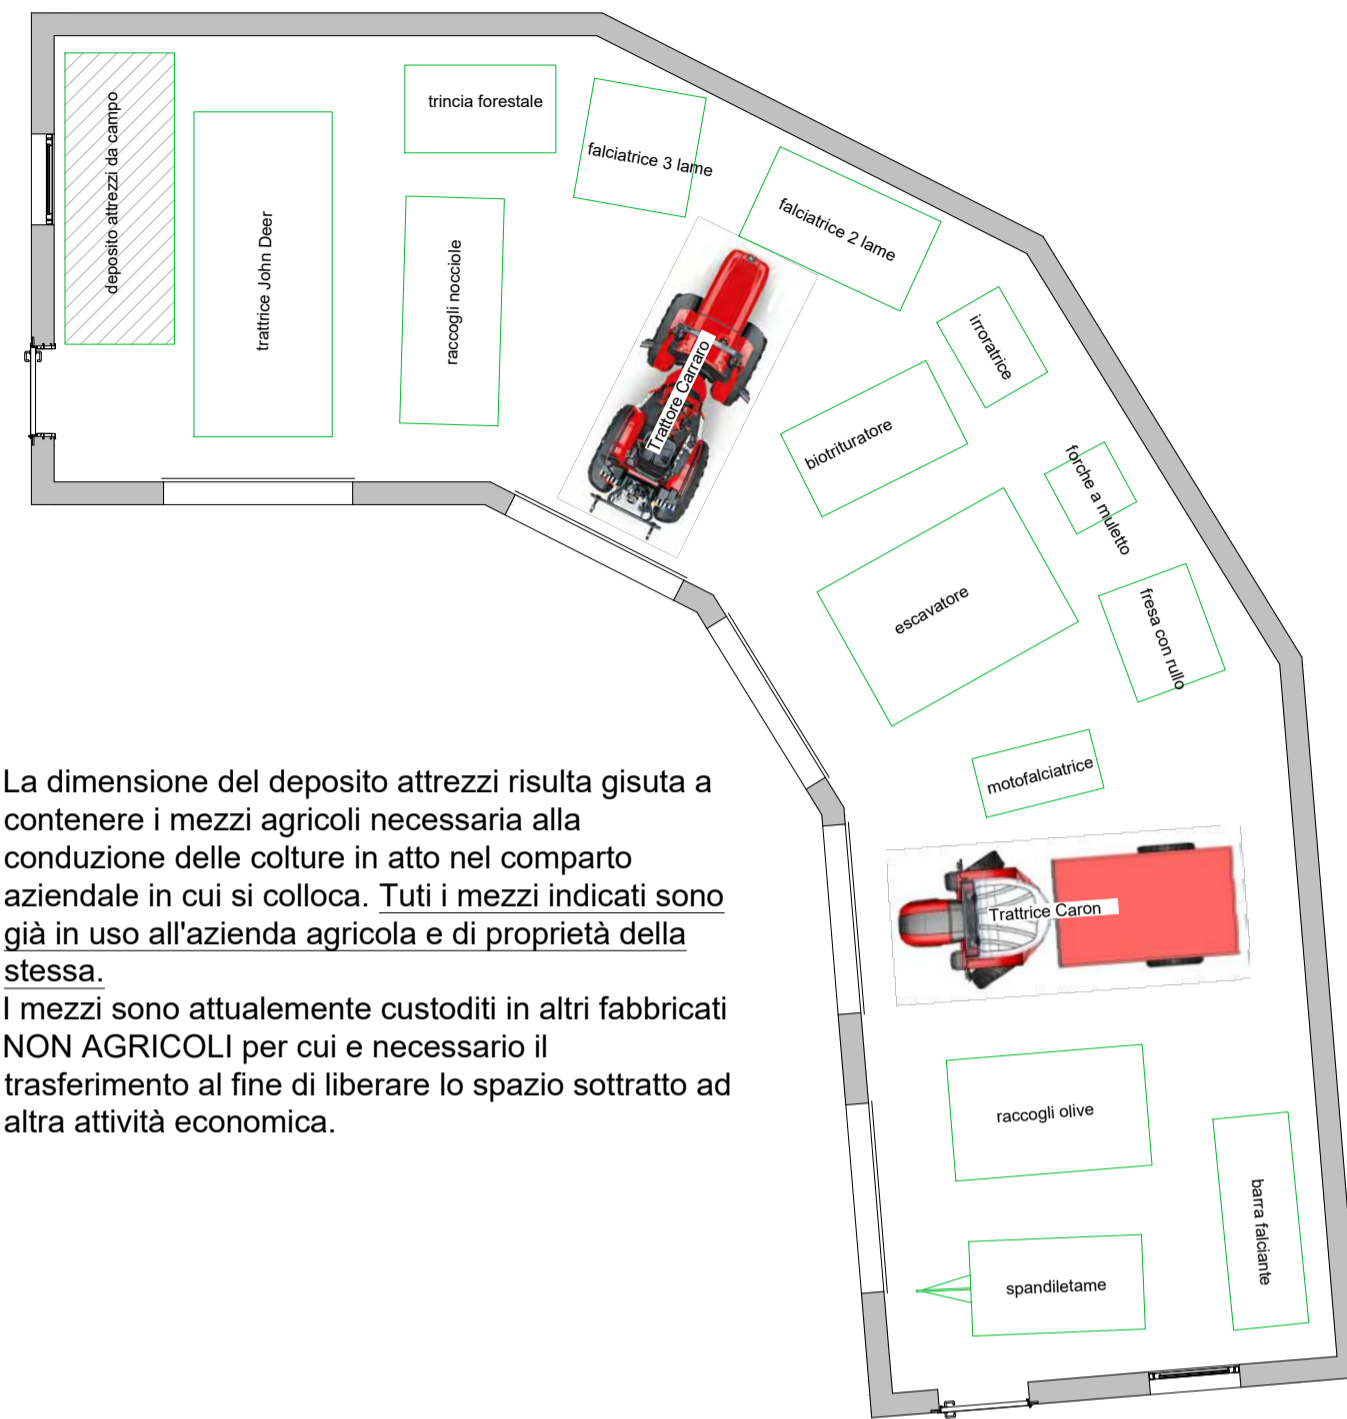 deposito attrezzi da campo
trattrice John Deer
trincia forestale
raccogli nocciole
falciatrice 3 lame
falciatrice 2 lame
Trattore Carraro
irroratrice
biotrituratore
forche a muletto
escavatore
fresa con rullo
motofalciatrice
Trattrice Caron
raccogli olive
barra falciante
spandiletame
La dimensione del deposito attrezzi risulta gisuta a
contenere i mezzi agricoli necessaria alla
conduzione delle colture in atto nel comparto
aziendale in cui si colloca. Tuti i mezzi indicati sono
già in uso all'azienda agricola e di proprietà della
stessa.
I mezzi sono attualemente custoditi in altri fabbricati
NON AGRICOLI per cui e necessario il
trasferimento al fine di liberare lo spazio sottratto ad
altra attività economica.